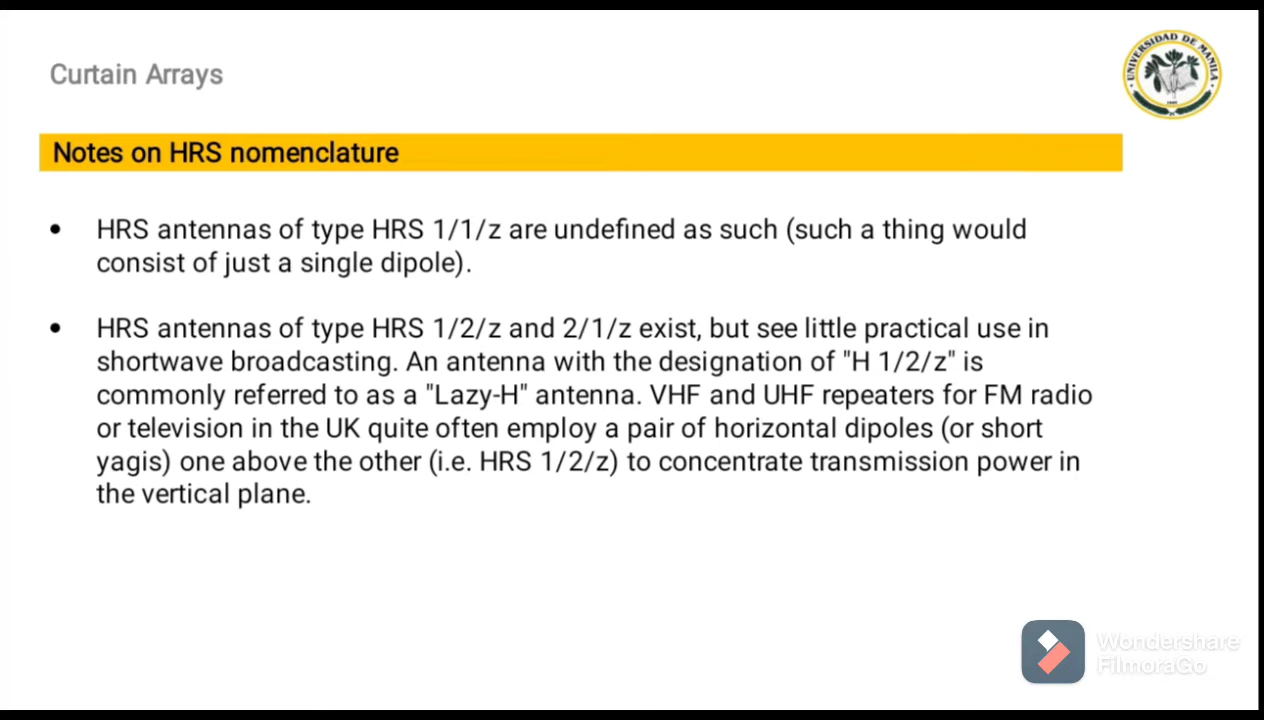 Curtain Arrays
UNIVERSIDAD DE MANILA
Notes on HRS nomenclature
• HRS antennas of type HRS 1/1/z are undefined as such (such a thing would
consist of just a single dipole).
• HRS antennas of type HRS 1/2/z and 2/1/z exist, but see little practical use in
shortwave broadcasting. An antenna with the designation of "H 1/2/z" is
commonly referred to as a "Lazy-H" antenna. VHF and UHF repeaters for FM radio
or television in the UK quite often employ a pair of horizontal dipoles (or short
yagis) one above the other (i.e. HRS 1/2/z) to concentrate transmission power in
the vertical plane.
Wondershare
FilmoraGo